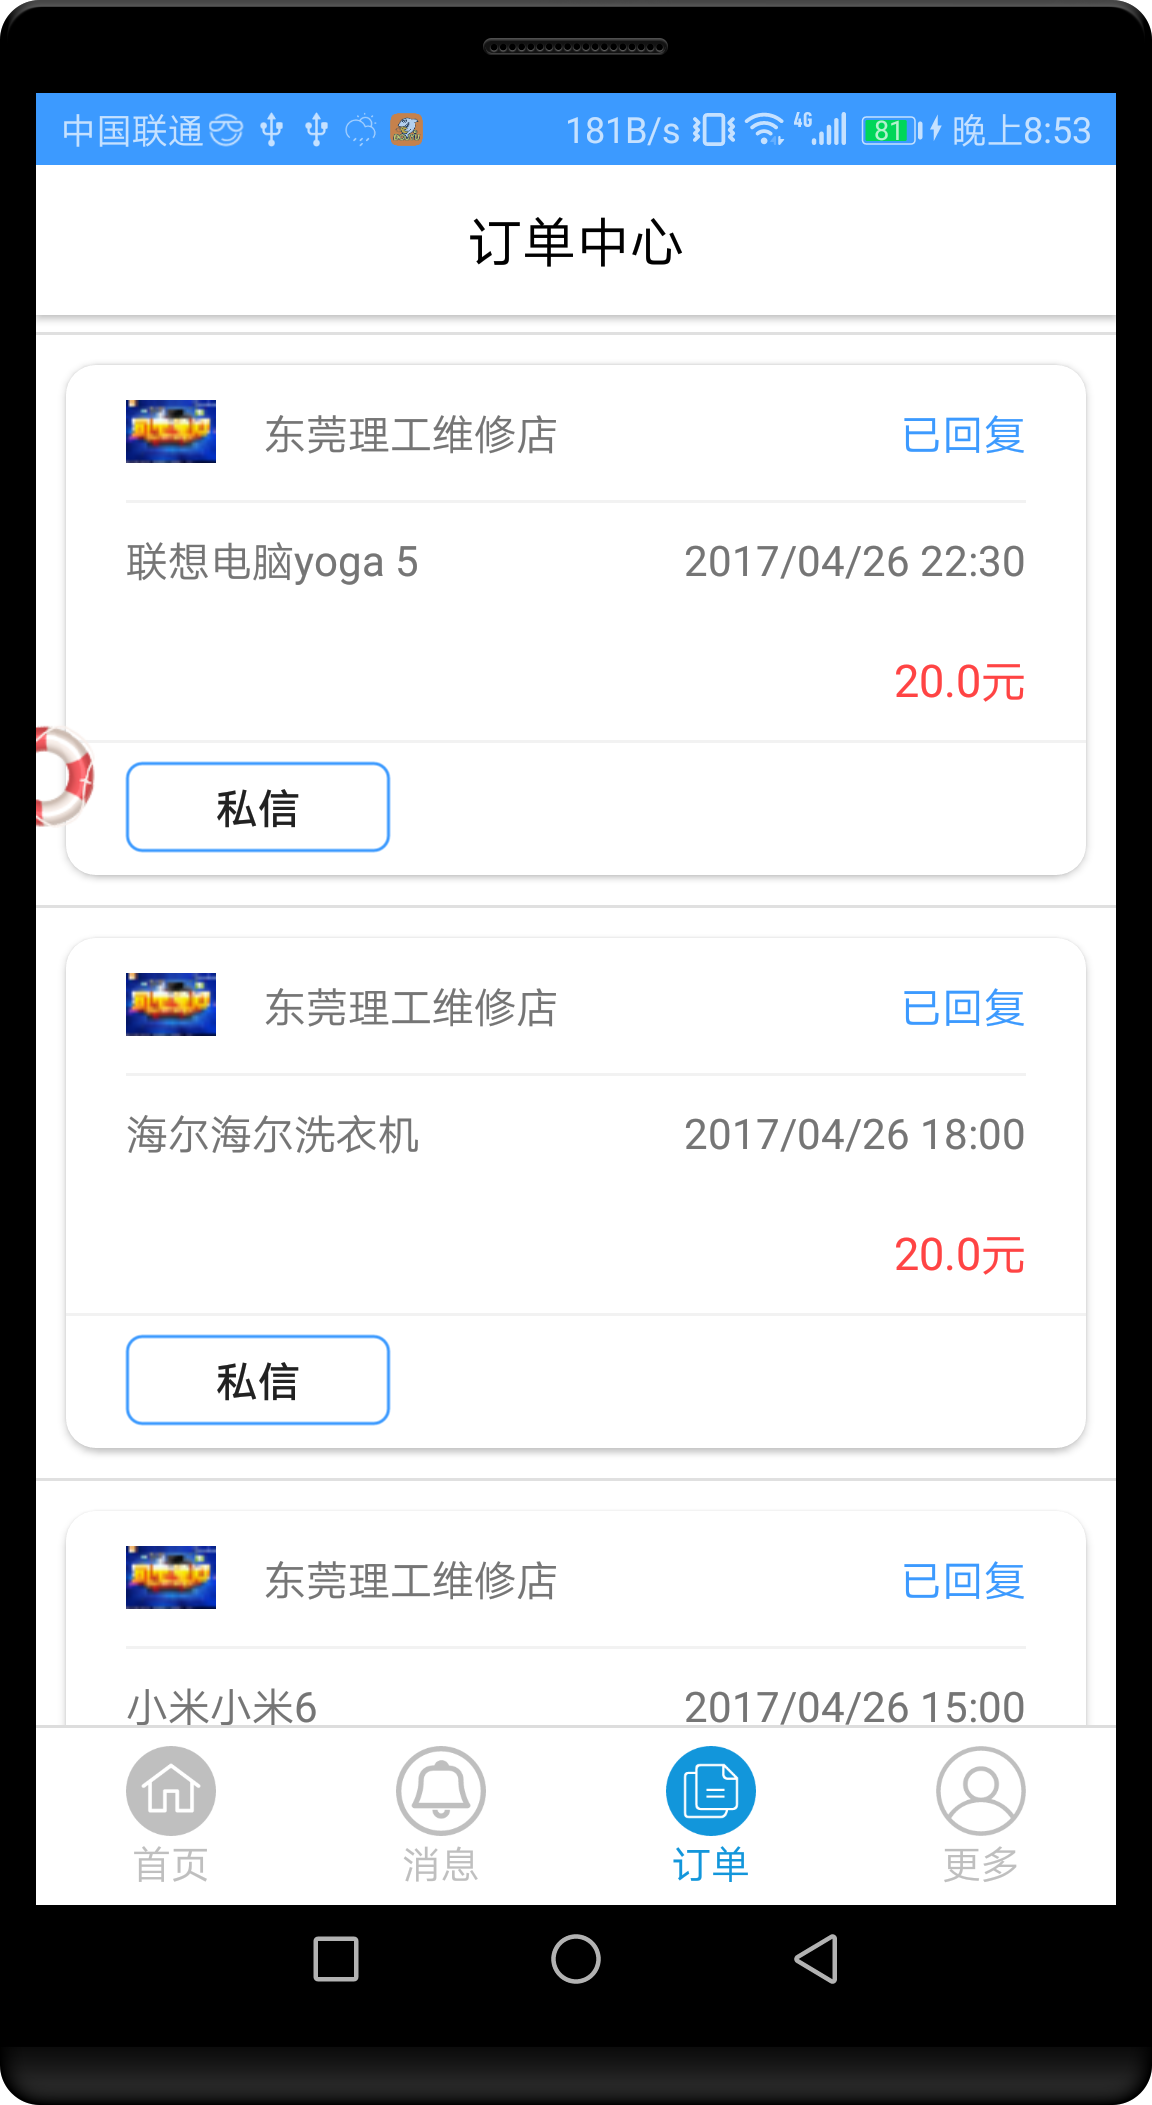 中国联通 181B/s 4G 81 晚上8:53
订单中心
东莞理工维修店 已回复
联想电脑yoga 5 2017/04/26 22:30
20.0元
私信
东莞理工维修店 已回复
海尔海尔洗衣机 2017/04/26 18:00
20.0元
私信
东莞理工维修店 已回复
小米小米6 2017/04/26 15:00
首页 消息 订单 更多